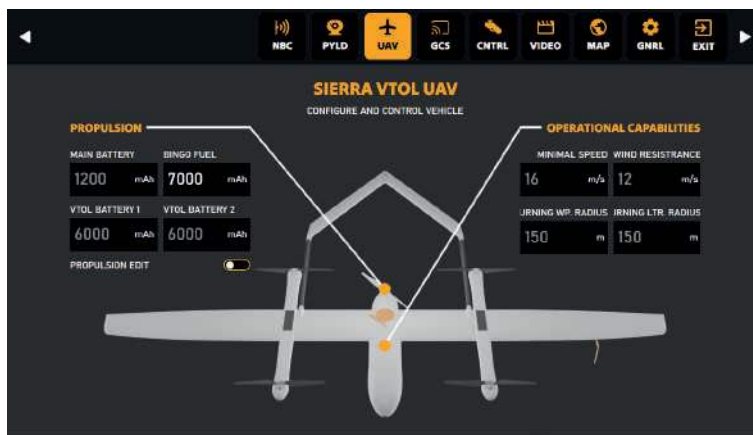 NBC PYLD UAV GCS CNTRL VIDEO MAP GNRL EXIT
SIERRA VTOL UAV
CONFIGURE AND CONTROL VEHICLE
PROPULSION
MAIN BATTERY BINGO FUEL
1200 mAh 7000 mAh
VTOL BATTERY 1 VTOL BATTERY 2
6000 mAh 6000 mAh
PROPULSION EDIT
OPERATIONAL CAPABILITIES
MINIMAL SPEED WIND RESISTRANCE
16 m/s 12 m/s
URNING WP. RADIUS IRNING LTR. RADIUS
150 m 150 m